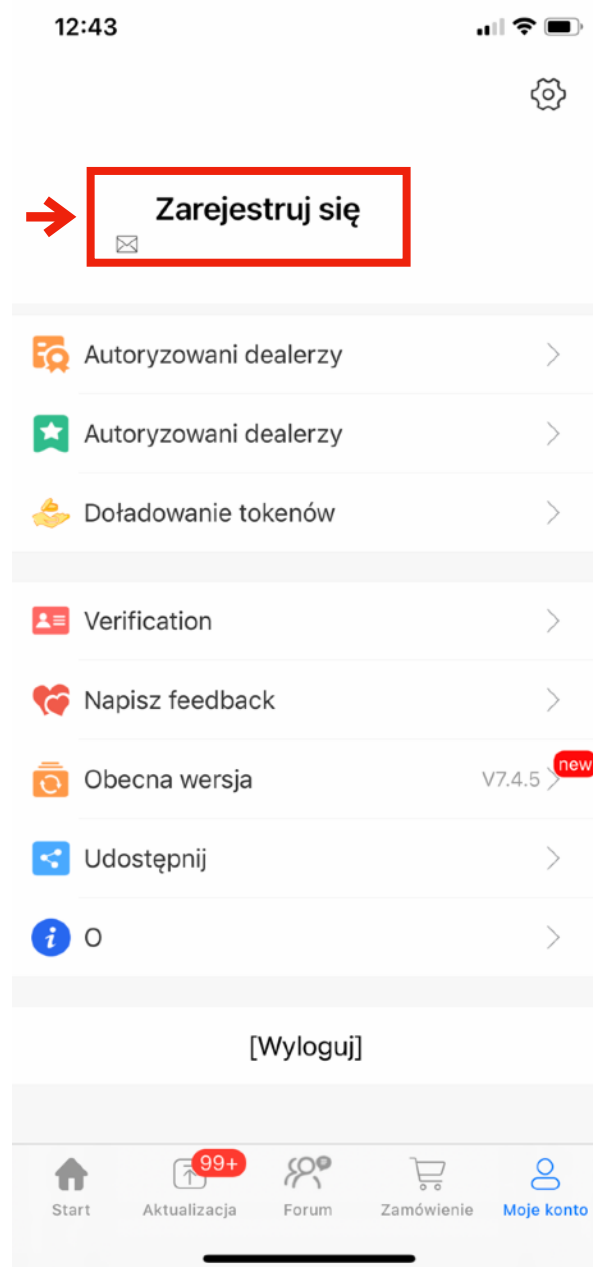 12:43
Zarejestruj się
Autoryzowani dealerzy
Autoryzowani dealerzy
Doładowanie tokenów
Verification
Napisz feedback
Obecna wersja V7.4.5 new
Udostępnij
O
[Wyloguj]
99+
Start Aktualizacja Forum Zamówienie Moje konto